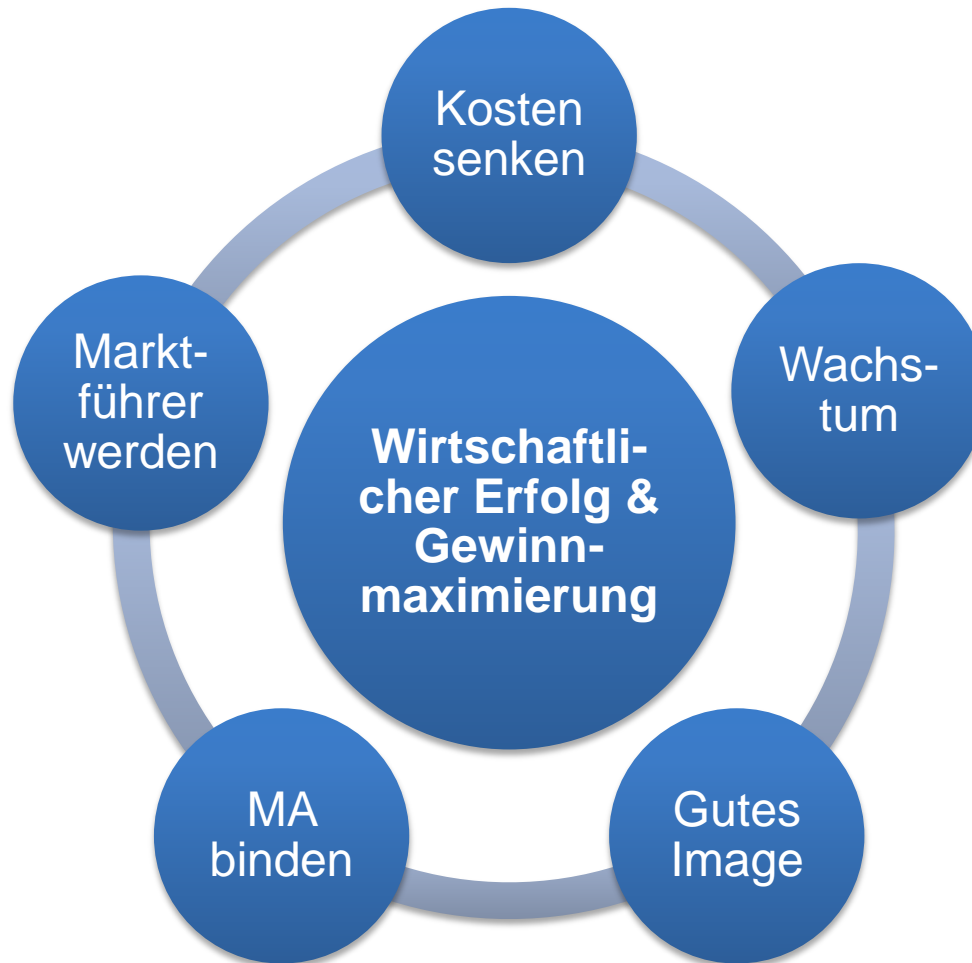 Kosten
senken
Wachs-
tum
Gutes
Image
MA
binden
Markt-
führer
werden
Wirtschaftli-
cher Erfolg &
Gewinn-
maximierung